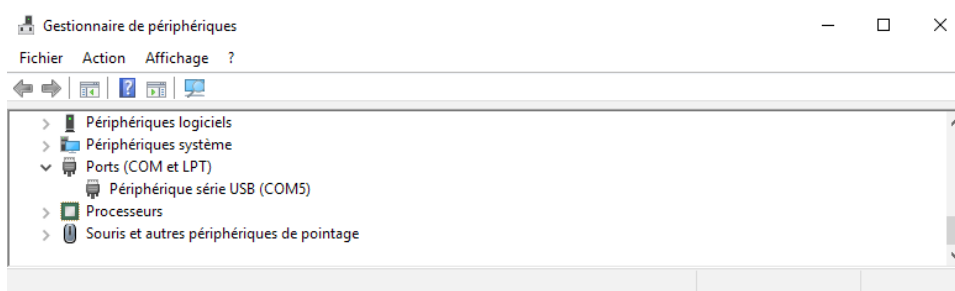 Gestionnaire de périphériques
Fichier Action Affichage ?
Périphériques logiciels
Périphériques système
Ports (COM et LPT)
Périphérique série USB (COM5)
Processeurs
Souris et autres périphériques de pointage